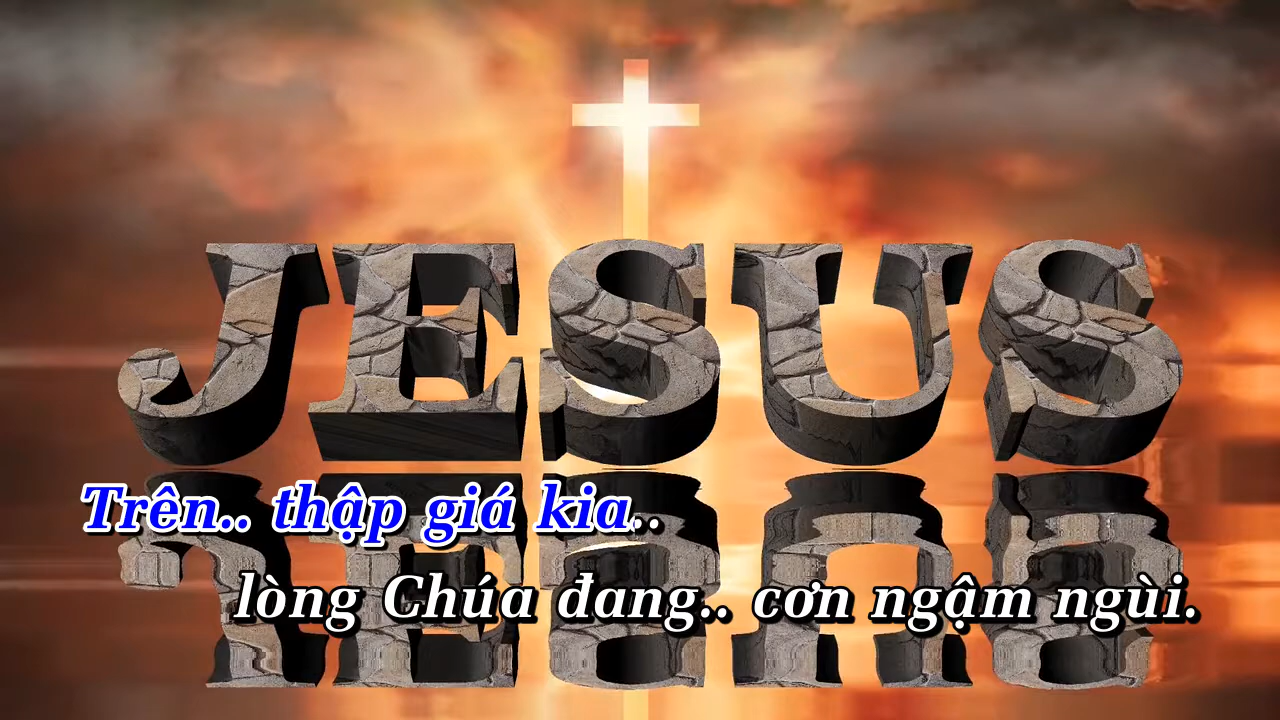 JESUS
Trên.. thập giá kia..
lòng Chúa đang.. cơn ngậm ngùi.